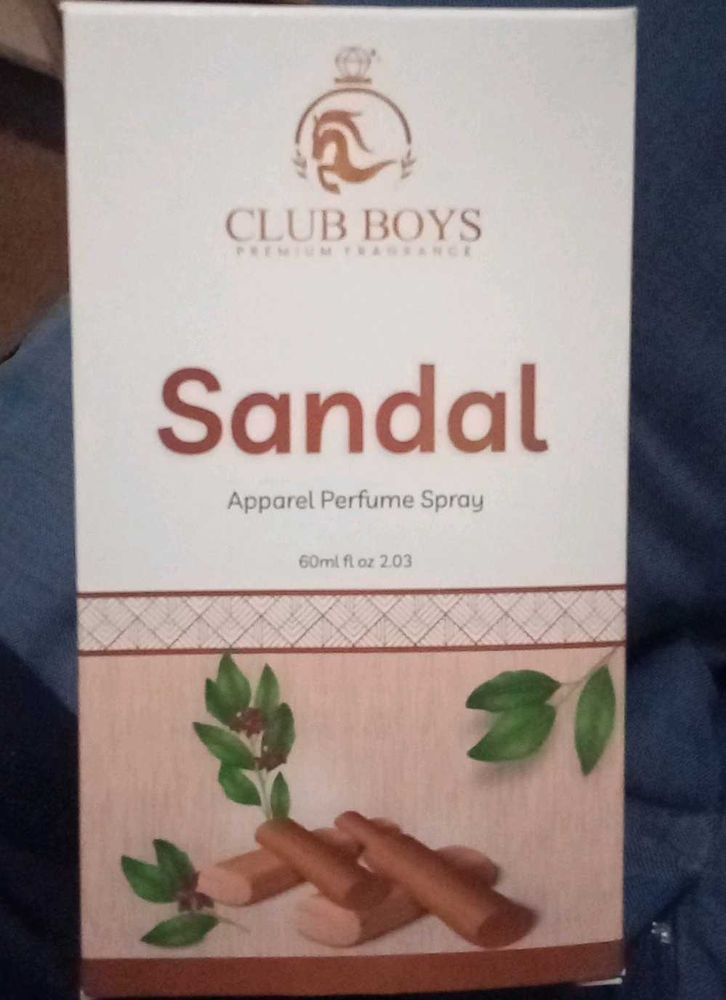 CLUB BOYS
PREMIUM FRAGRANCE
Sandal
Apparel Perfume Spray
60ml fl oz 2.03